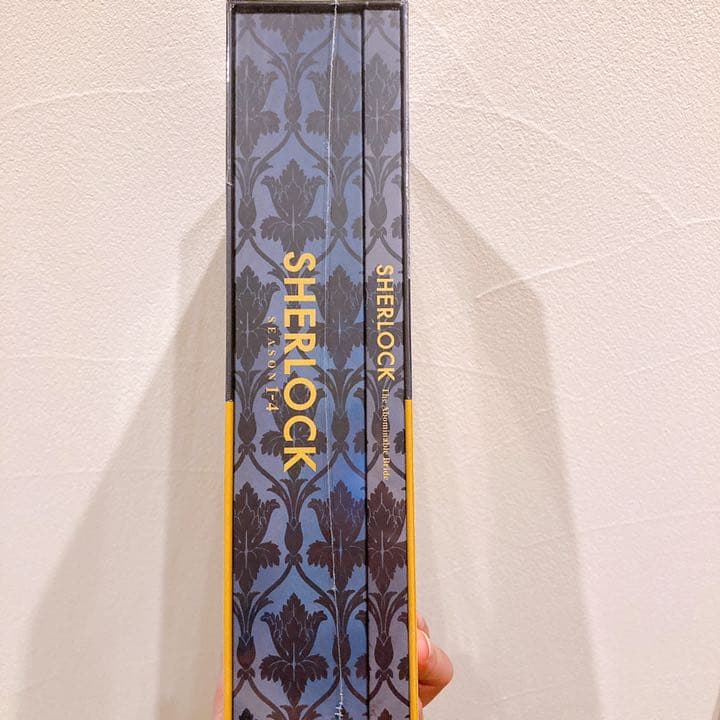 SHERLOCK
SEASON 1-4
SHERLOCK The Abominable Bride